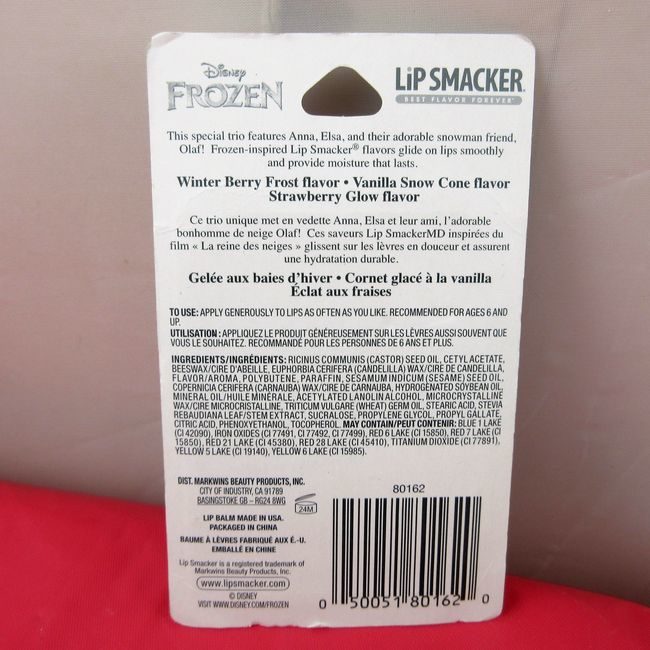 Disney
FROZEN
LiP SMACKER
BEST FLAVOR FOREVER
This special trio features Anna, Elsa, and their adorable snowman friend,
Olaf! Frozen-inspired Lip Smacker® flavors glide on lips smoothly
and provide moisture that lasts.
Winter Berry Frost flavor • Vanilla Snow Cone flavor
Strawberry Glow flavor
Ce trio unique met en vedette Anna, Elsa et leur ami, l'adorable
bonhomme de neige Olaf! Ces saveurs Lip SmackerMD inspirées du
film « La reine des neiges » glissent sur les lèvres en douceur et assurent
une hydratation durable.
Gelée aux baies d'hiver • Cornet glacé à la vanilla
Éclat aux fraises
TO USE: APPLY GENEROUSLY TO LIPS AS OFTEN AS YOU LIKE. RECOMMENDED FOR AGES 6 AND
UP.
UTILISATION : APPLIQUEZ LE PRODUIT GÉNÉREUSEMENT SUR LES LÈVRES AUSSI SOUVENT QUE
VOUS LE SOUHAITEZ. RECOMMANDÉ POUR LES PERSONNES DE 6 ANS ET PLUS.
INGREDIENTS/INGRÉDIENTS: RICINUS COMMUNIS (CASTOR) SEED OIL, CETYL ACETATE,
BEESWAX/CIRE D'ABEILLE, EUPHORBIA CERIFERA (CANDELILLA) WAX/CIRE DE CANDELILLA,
FLAVOR/AROMA, POLYBUTENE, PARAFFIN, SESAMUM INDICUM (SESAME) SEED OIL,
COPERNICIA CERIFERA (CARNAUBA) WAX/CIRE DE CARNAUBA, HYDROGENATED SOYBEAN OIL,
MINERAL OIL/HUILE MINÉRALE, ACETYLATED LANOLIN ALCOHOL, MICROCRYSTALLINE
WAX/CIRE MICROCRISTALLINE, TRITICUM VULGARE (WHEAT) GERM OIL, STEARIC ACID, STEVIA
REBAUDIANA LEAF/STEM EXTRACT, SUCRALOSE, PROPYLENE GLYCOL, PROPYL GALLATE,
CITRIC ACID, PHENOXYETHANOL, TOCOPHEROL. MAY CONTAIN/PEUT CONTENIR: BLUE 1 LAKE
(CI 42090), IRON OXIDES (CI 77491, CI 77492, CI 77499), RED 6 (CI 15850), RED 7 LAKE (CI
15850), RED 21 LAKE (CI 45380), RED 28 LAKE (CI 45410), TITANIUM DIOXIDE (CI 77891),
YELLOW 5 LAKE (CI 19140), YELLOW 6 LAKE (CI 15985).
DIST. MARKWINS BEAUTY PRODUCTS, INC.
CITY OF INDUSTRY, CA 91789
BASINGSTOKE GB – RG24 8WG
24M
LIP BALM MADE IN USA.
PACKAGED IN CHINA
BAUME À LÈVRES FABRIQUÉ AUX É.-U.
EMBALLÉ EN CHINE
Lip Smacker is a registered trademark of
Markwins Beauty Products, Inc.
www.lipsmacker.com
© DISNEY
VISIT WWW.DISNEY.COM/FROZEN
80162
0 50051 80162 0